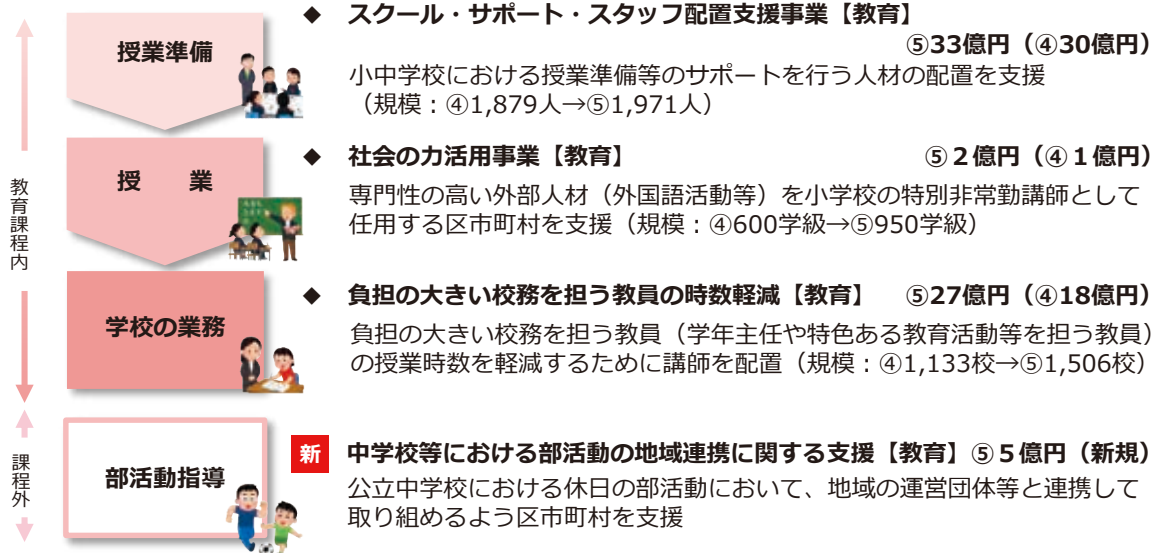 授業準備
◆ スクール・サポート・スタッフ配置支援事業【教育】
⑤33億円（④30億円）
小中学校における授業準備等のサポートを行う人材の配置を支援
（規模：④1,879人→⑤1,971人）
授　業
◆ 社会の力活用事業【教育】 ⑤２億円（④１億円）
専門性の高い外部人材（外国語活動等）を小学校の特別非常勤講師として
任用する区市町村を支援（規模：④600学級→⑤950学級）
教育課程内
学校の業務
◆ 負担の大きい校務を担う教員の時数軽減【教育】 ⑤27億円（④18億円）
負担の大きい校務を担う教員（学年主任や特色ある教育活動等を担う教員）
の授業時数を軽減するために講師を配置（規模：④1,133校→⑤1,506校）
課程外
部活動指導
新 中学校等における部活動の地域連携に関する支援【教育】⑤５億円（新規）
公立中学校における休日の部活動において、地域の運営団体等と連携して
取り組めるよう区市町村を支援